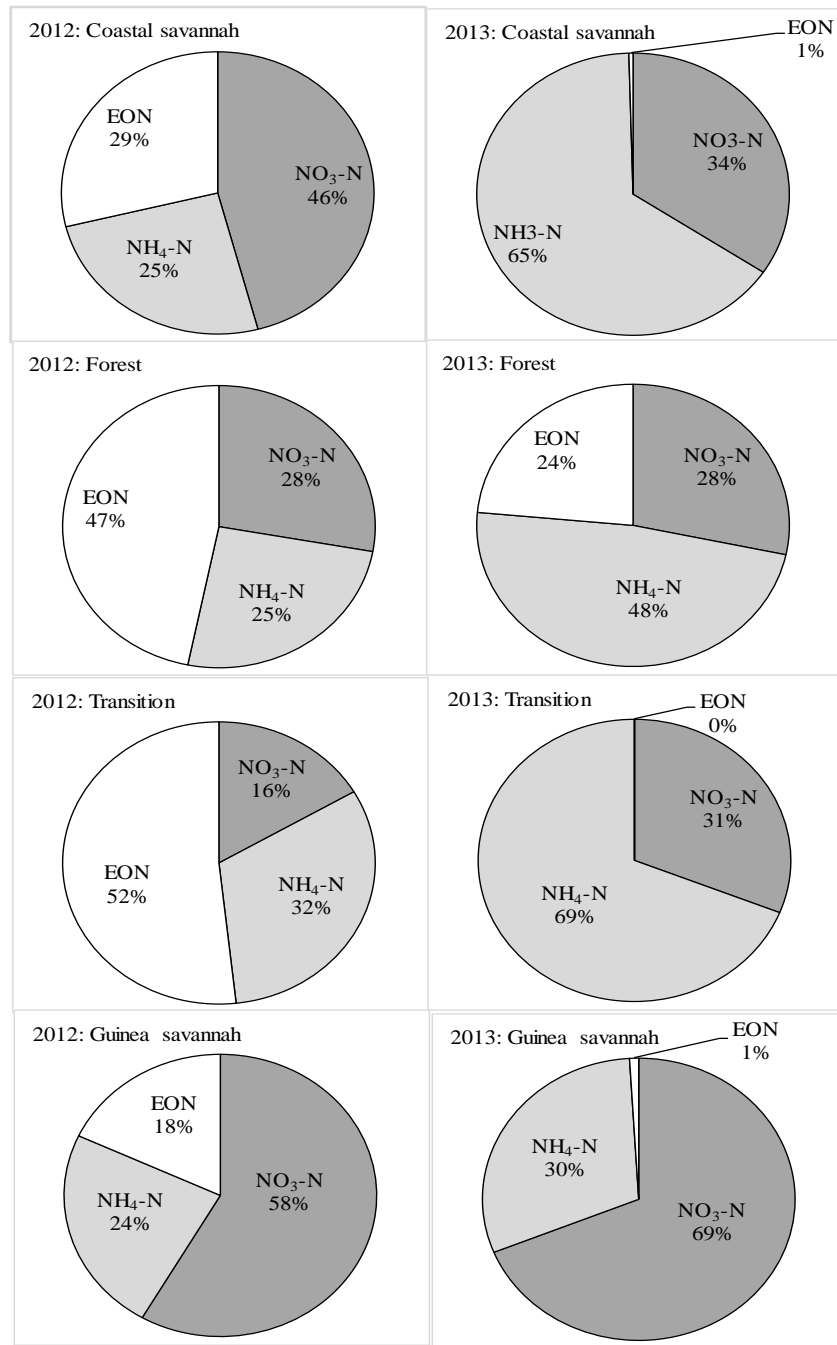 2012: Coastal savannah
EON
29%
NO₃-N
46%
NH₄-N
25%
2013: Coastal savannah
EON
1%
NO3-N
34%
NH3-N
65%
2012: Forest
EON
47%
NO₃-N
28%
NH₄-N
25%
2013: Forest
EON
24%
NO₃-N
28%
NH₄-N
48%
2012: Transition
NO₃-N
16%
EON
52%
NH₄-N
32%
2013: Transition
EON
0%
NO₃-N
31%
NH₄-N
69%
2012: Guinea savannah
EON
18%
NO₃-N
58%
NH₄-N
24%
2013: Guinea savannah
EON
1%
NH₄-N
30%
NO₃-N
69%